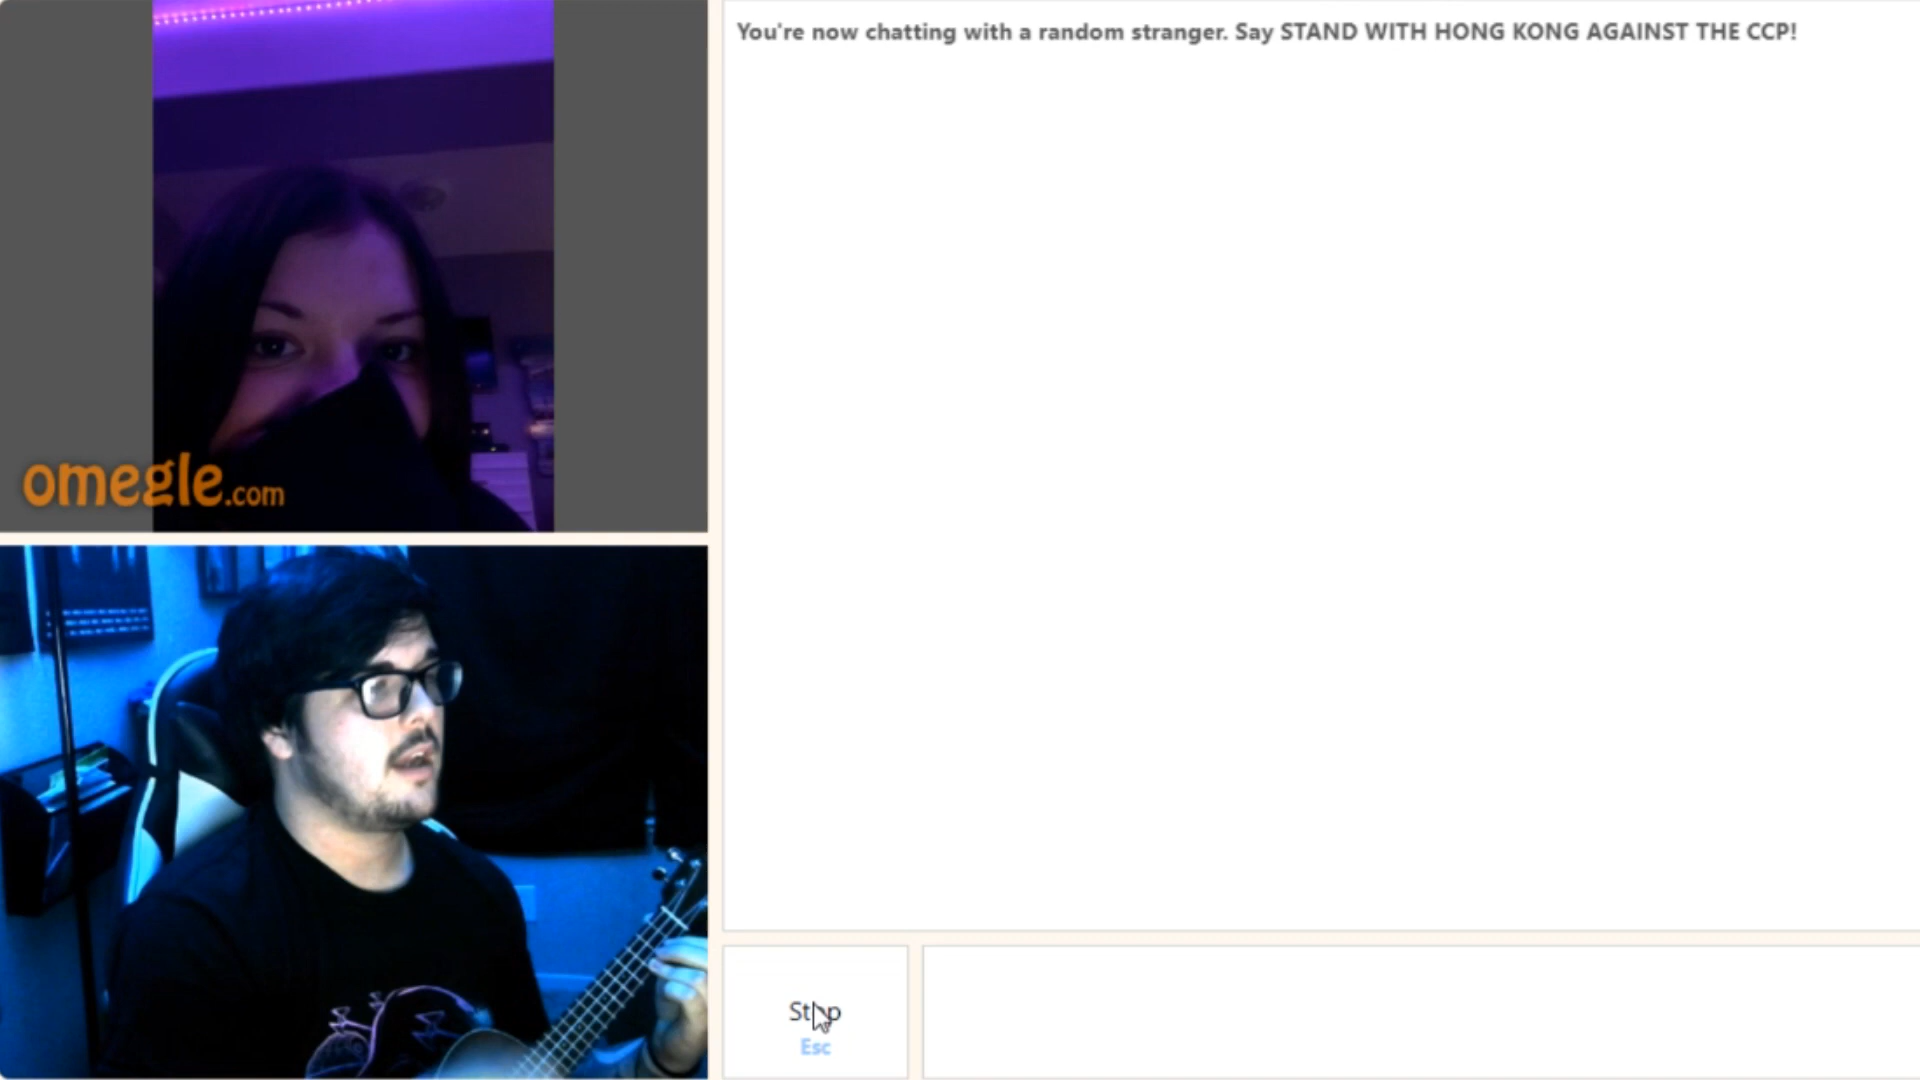 You're now chatting with a random stranger. Say STAND WITH HONG KONG AGAINST THE CCP!
omegle.com
Stop
Esc